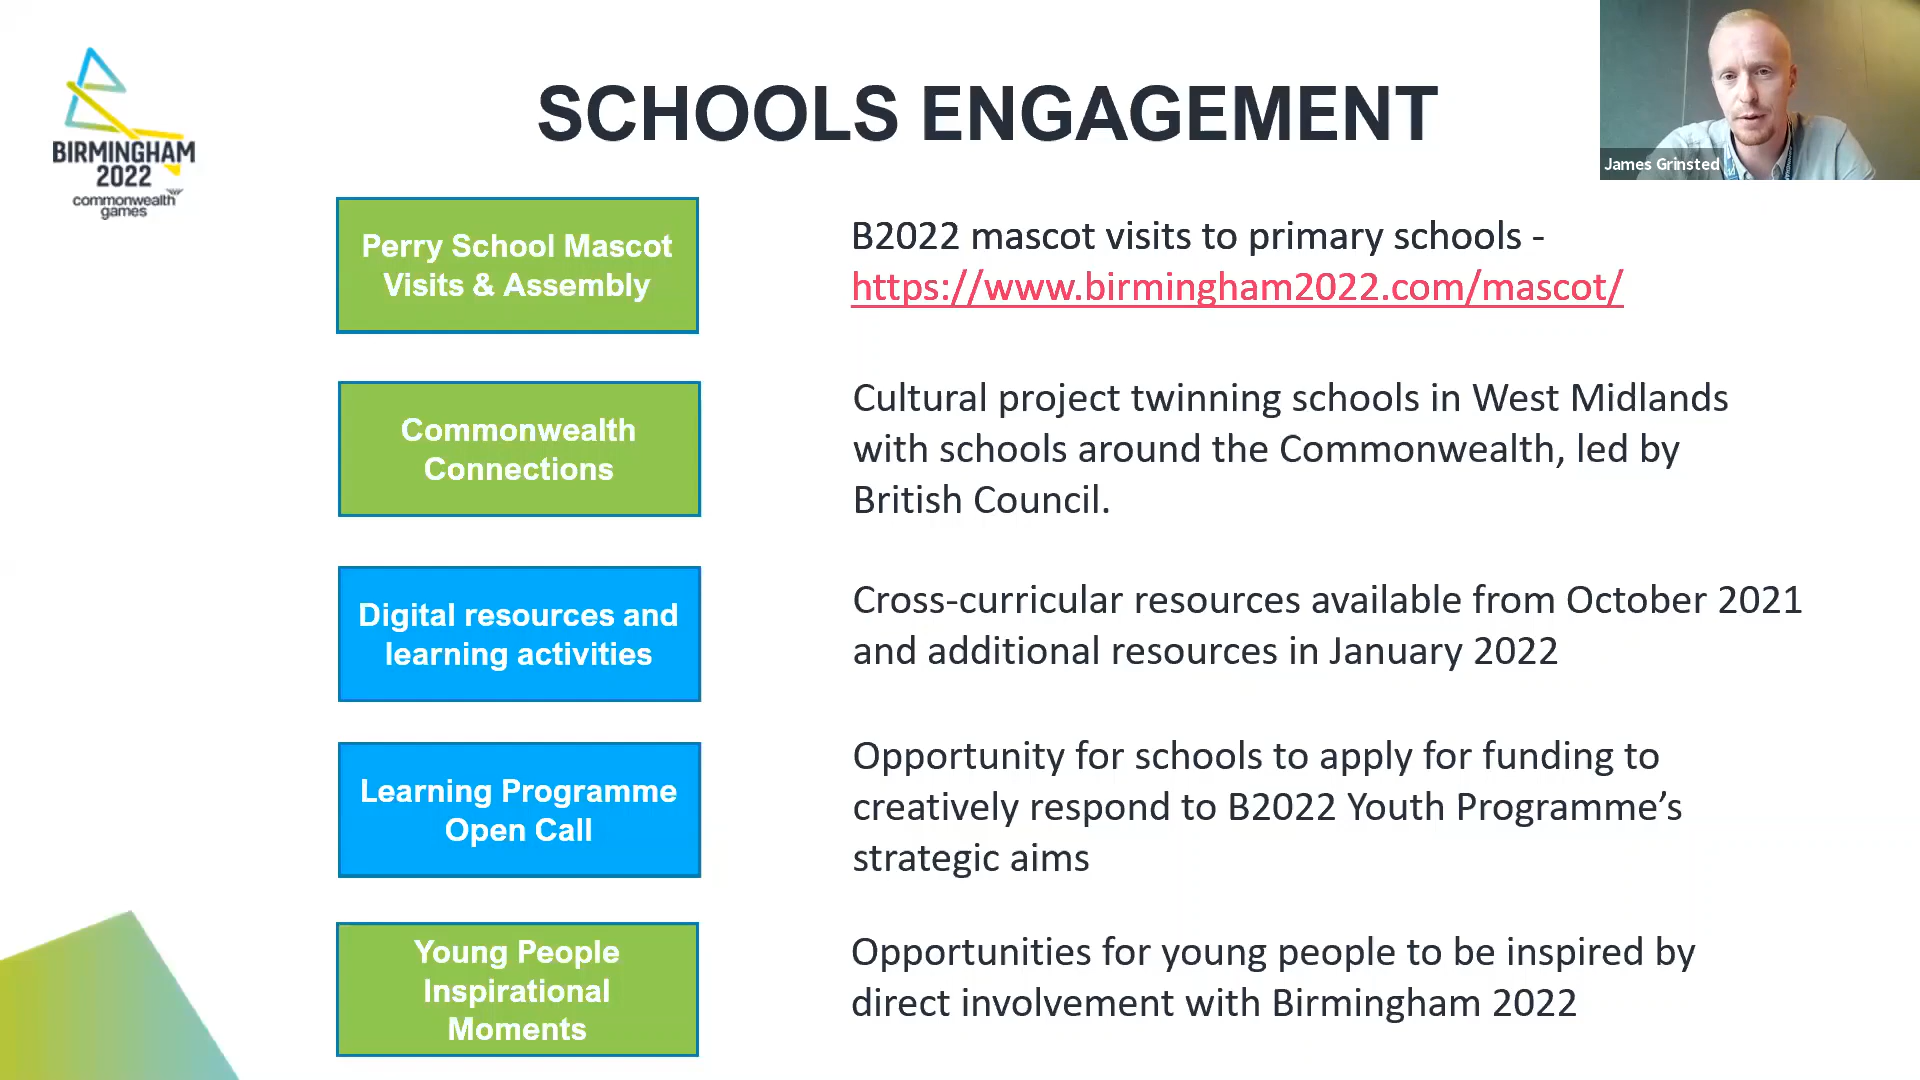 BIRMINGHAM
2022
commonwealth
games
SCHOOLS ENGAGEMENT
James Grinsted
Perry School Mascot
Visits & Assembly
B2022 mascot visits to primary schools -
https://www.birmingham2022.com/mascot/
Commonwealth
Connections
Cultural project twinning schools in West Midlands
with schools around the Commonwealth, led by
British Council.
Digital resources and
learning activities
Cross-curricular resources available from October 2021
and additional resources in January 2022
Learning Programme
Open Call
Opportunity for schools to apply for funding to
creatively respond to B2022 Youth Programme’s
strategic aims
Young People
Inspirational
Moments
Opportunities for young people to be inspired by
direct involvement with Birmingham 2022